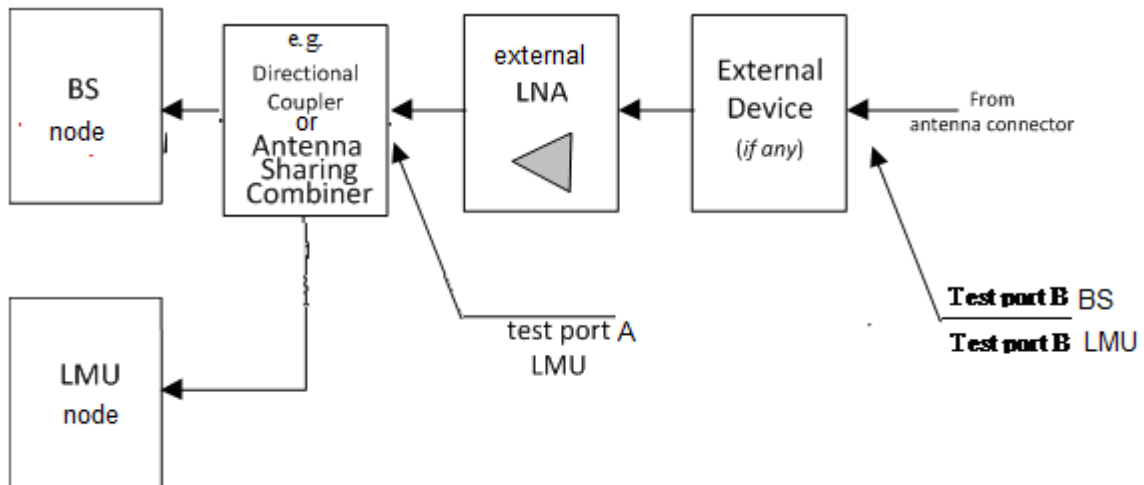 BS
node
e.g.
Directional
Coupler
or
Antenna
Sharing
Combiner
external
LNA
External
Device
(if any)
From
antenna connector
LMU
node
test port A
LMU
Test port B BS
Test port B LMU